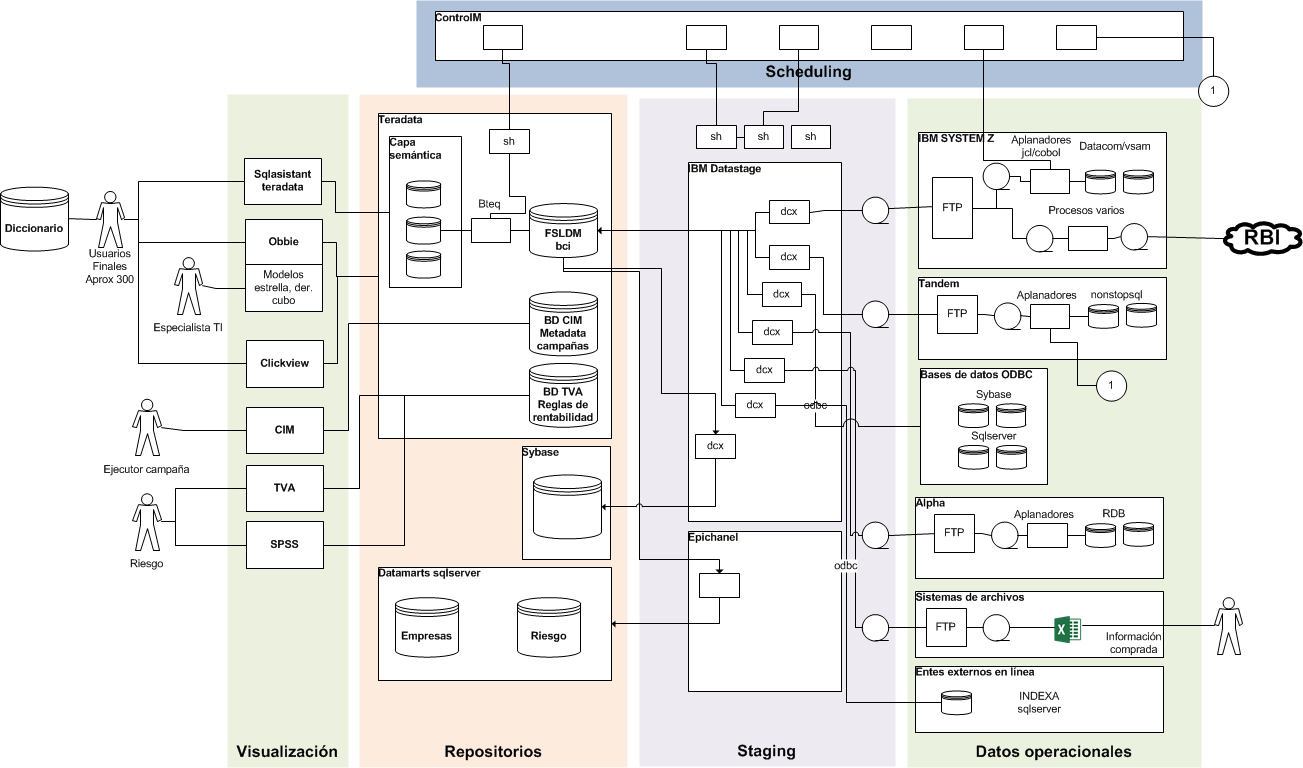 ControlM
Scheduling
1
Diccionario
Usuarios
Finales
Aprox 300
Especialista TI
Ejecutor campaña
Riesgo
Sqlasistant
teradata
Obbie
Modelos
estrella, der.
cubo
Clickview
CIM
TVA
SPSS
Visualización
Teradata
Capa
semántica
sh
Bteq
FSLDM
bci
BD CIM
Metadata
campañas
BD TVA
Reglas de
rentabilidad
Sybase
Datamarts sqlserver
Empresas
Riesgo
Repositorios
sh
sh
sh
IBM Datastage
dcx
dcx
dcx
dcx
dcx
dcx
odbc
dcx
Epichanel
odbc
Staging
IBM SYSTEM Z
Aplanadores
jcl/cobol
Datacom/vsam
FTP
Procesos varios
RBI
Tandem
FTP
Aplanadores
nonstopsql
1
Bases de datos ODBC
Sybase
Sqlserver
Alpha
FTP
Aplanadores
RDB
Sistemas de archivos
FTP
X
Información
comprada
Entes externos en línea
INDEXA
sqlserver
Datos operacionales